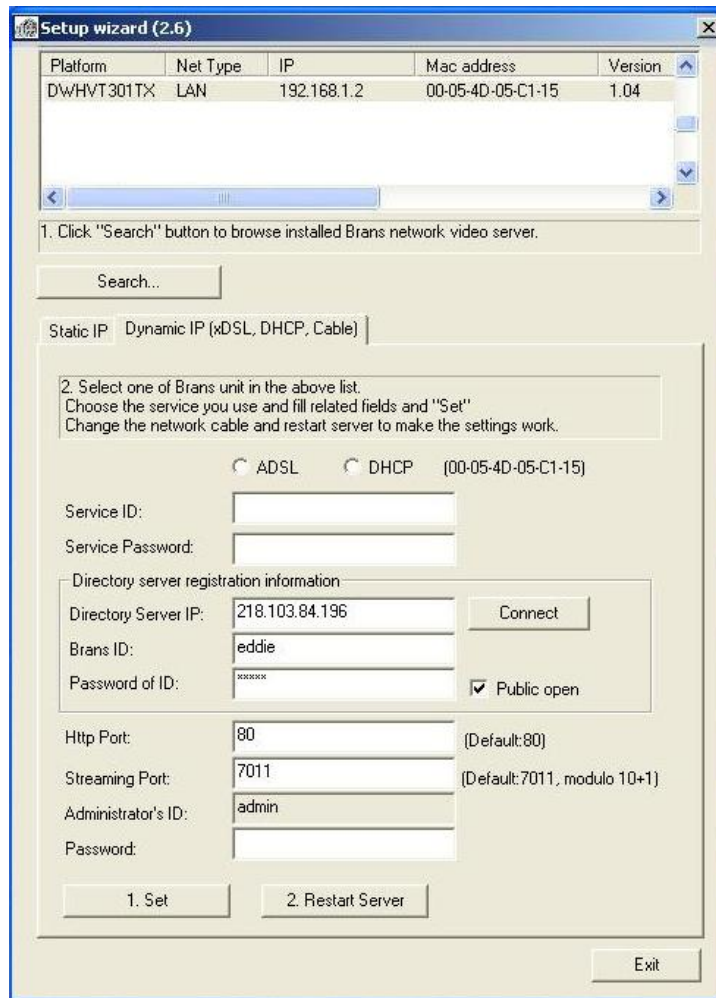 Setup wizard (2.6)
Platform Net Type IP Mac address Version
DWHVT301TX LAN 192.168.1.2 00-05-4D-05-C1-15 1.04
1. Click "Search" button to browse installed Brans network video server.
Search...
Static IP Dynamic IP (xDSL, DHCP, Cable)
2. Select one of Brans unit in the above list.
Choose the service you use and fill related fields and "Set"
Change the network cable and restart server to make the settings work.
ADSL DHCP (00-05-4D-05-C1-15)
Service ID:
Service Password:
Directory server registration information
Directory Server IP: 218.103.84.196 Connect
Brans ID: eddie
Password of ID: ××××× Public open
Http Port: 80 (Default:80)
Streaming Port: 7011 (Default:7011, modulo 10+1)
Administrator's ID: admin
Password:
1. Set 2. Restart Server
Exit